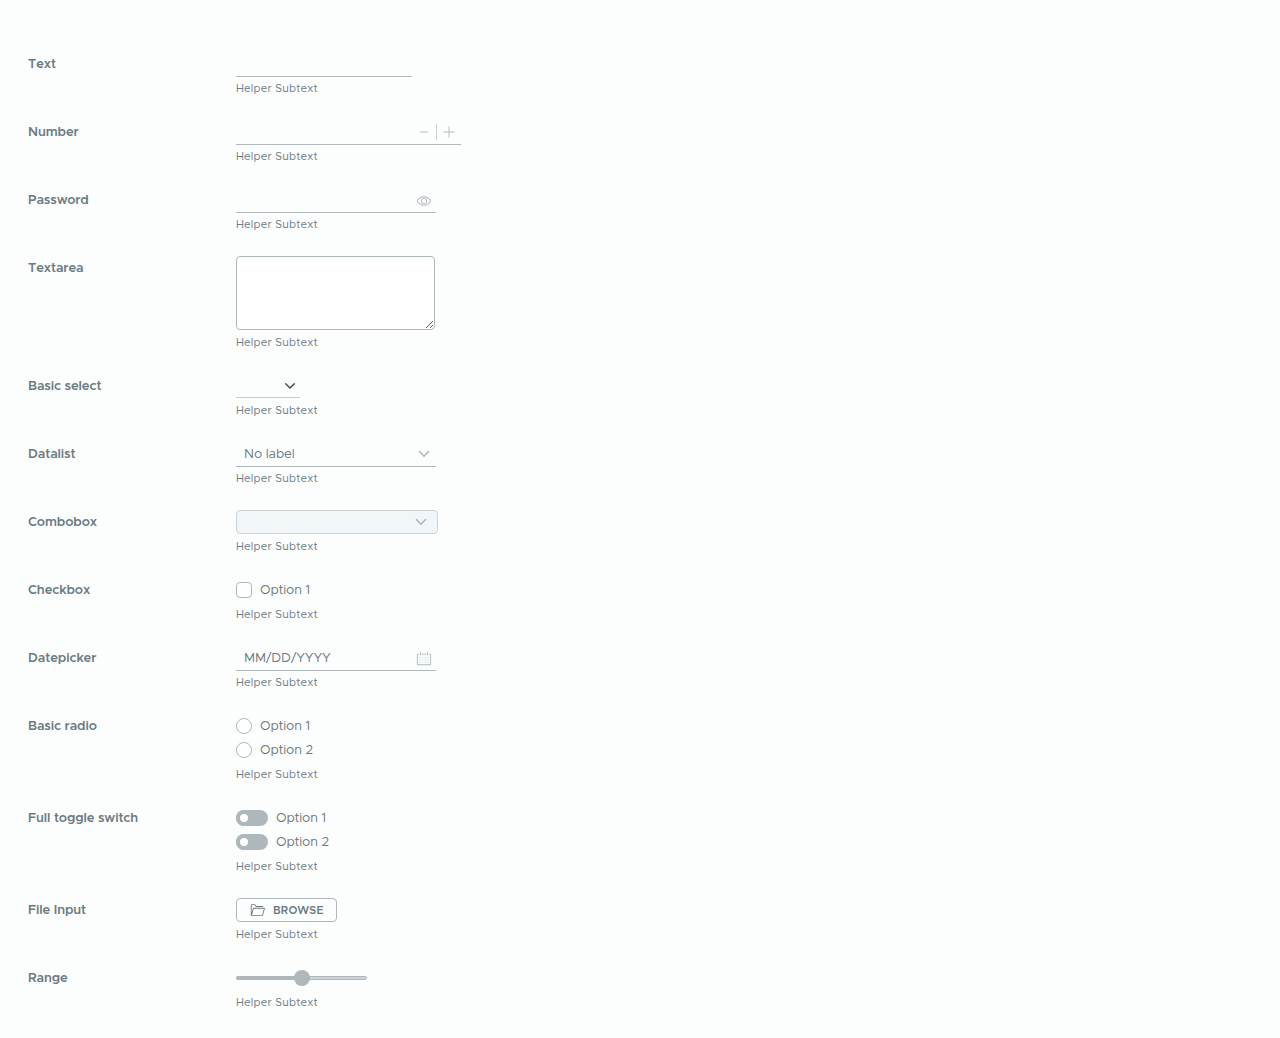 Text
Helper Subtext
Number
Helper Subtext
Password
Helper Subtext
Textarea
Helper Subtext
Basic select
Helper Subtext
Datalist No label
Helper Subtext
Combobox
Helper Subtext
Checkbox Option 1
Helper Subtext
Datepicker MM/DD/YYYY
Helper Subtext
Basic radio Option 1
Option 2
Helper Subtext
Full toggle switch Option 1
Option 2
Helper Subtext
File Input BROWSE
Helper Subtext
Range
Helper Subtext